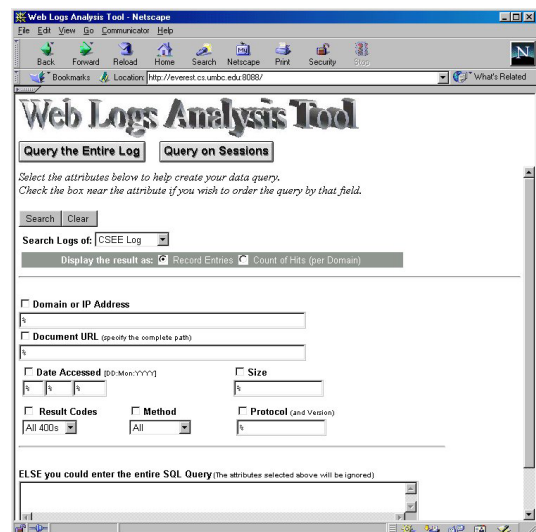 Web Logs Analysis Tool - Netscape
File Edit View Go Communicator Help
Back Forward Reload Home Search Netscape Print Security Stop
N
Bookmarks Location: http://everest.cs.umbc.edu:8088/ What's Related
Web Logs Analysis Tool
Query the Entire Log Query on Sessions
Select the attributes below to help create your data query.
Check the box near the attribute if you wish to order the query by that field.
Search Clear
Search Logs of: CSEE Log
Display the result as: Record Entries Count of Hits (per Domain)
Domain or IP Address
%
Document URL (specify the complete path)
%
Date Accessed [DD:Mon:YYYY] Size
% % % %
Result Codes Method Protocol (and Version)
All 400s All %
ELSE you could enter the entire SQL Query (The attributes selected above will be ignored)